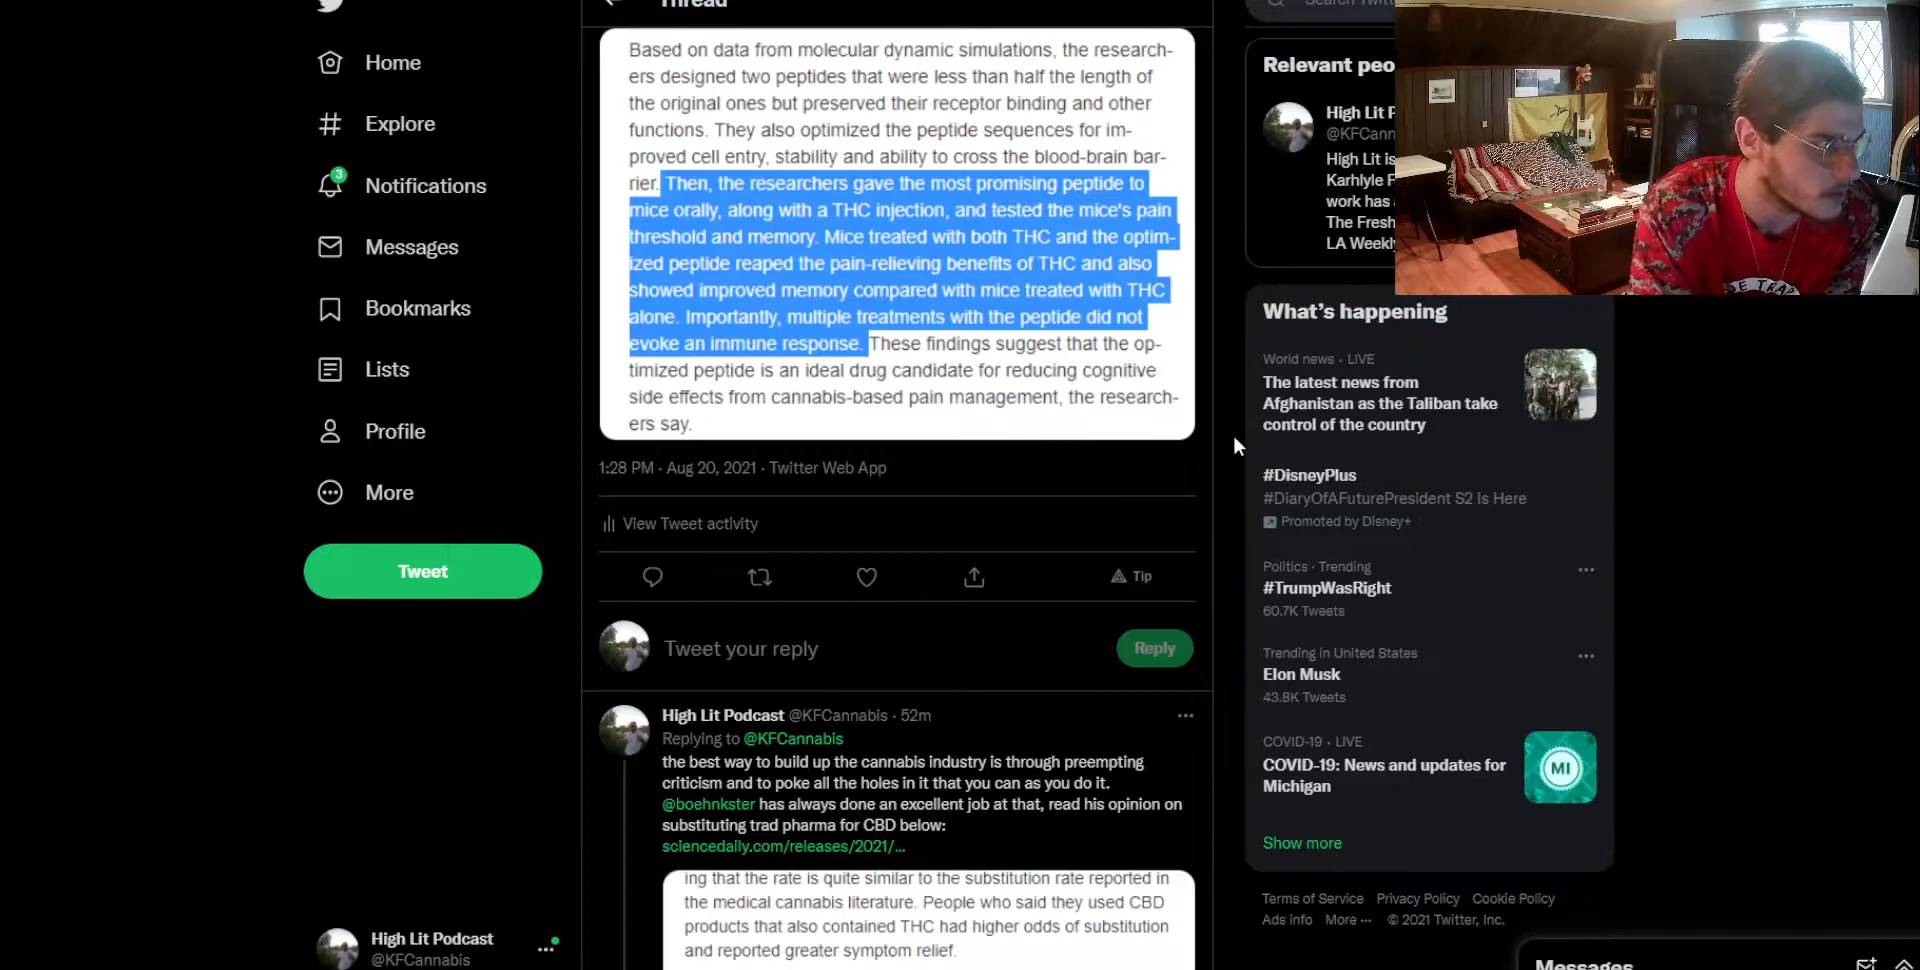 Thread
Home
Explore
3
Notifications
Messages
Bookmarks
Lists
Profile
More
Tweet
High Lit Podcast
@KFCannabis
Based on data from molecular dynamic simulations, the research-
ers designed two peptides that were less than half the length of
the original ones but preserved their receptor binding and other
functions. They also optimized the peptide sequences for im-
proved cell entry, stability and ability to cross the blood-brain bar-
rier. Then, the researchers gave the most promising peptide to
mice orally, along with a THC injection, and tested the mice's pain
threshold and memory. Mice treated with both THC and the optim-
ized peptide reaped the pain-relieving benefits of THC and also
showed improved memory compared with mice treated with THC
alone. Importantly, multiple treatments with the peptide did not
evoke an immune response. These findings suggest that the op-
timized peptide is an ideal drug candidate for reducing cognitive
side effects from cannabis-based pain management, the research-
ers say.
1:28 PM · Aug 20, 2021 · Twitter Web App
View Tweet activity
Tip
Tweet your reply
Reply
High Lit Podcast @KFCannabis · 52m
Replying to @KFCannabis
the best way to build up the cannabis industry is through preempting
criticism and to poke all the holes in it that you can as you do it.
@boehnkster has always done an excellent job at that, read his opinion on
substituting trad pharma for CBD below:
sciencedaily.com/releases/2021/...
ing that the rate is quite similar to the substitution rate reported in
the medical cannabis literature. People who said they used CBD
products that also contained THC had higher odds of substitution
and reported greater symptom relief.
Search Twitt
Relevant peo
High Lit P
@KFCann
High Lit is
Karhlyle F
work has
The Fresh
LA Weekl
What's happening
World news · LIVE
The latest news from
Afghanistan as the Taliban take
control of the country
#DisneyPlus
#DiaryOfAFuturePresident S2 Is Here
Promoted by Disney+
Politics · Trending
#TrumpWasRight
60.7K Tweets
Trending in United States
Elon Musk
43.8K Tweets
COVID-19 · LIVE
COVID-19: News and updates for
Michigan
MI
Show more
Terms of Service Privacy Policy Cookie Policy
Ads info More ··· © 2021 Twitter, Inc.
Messages